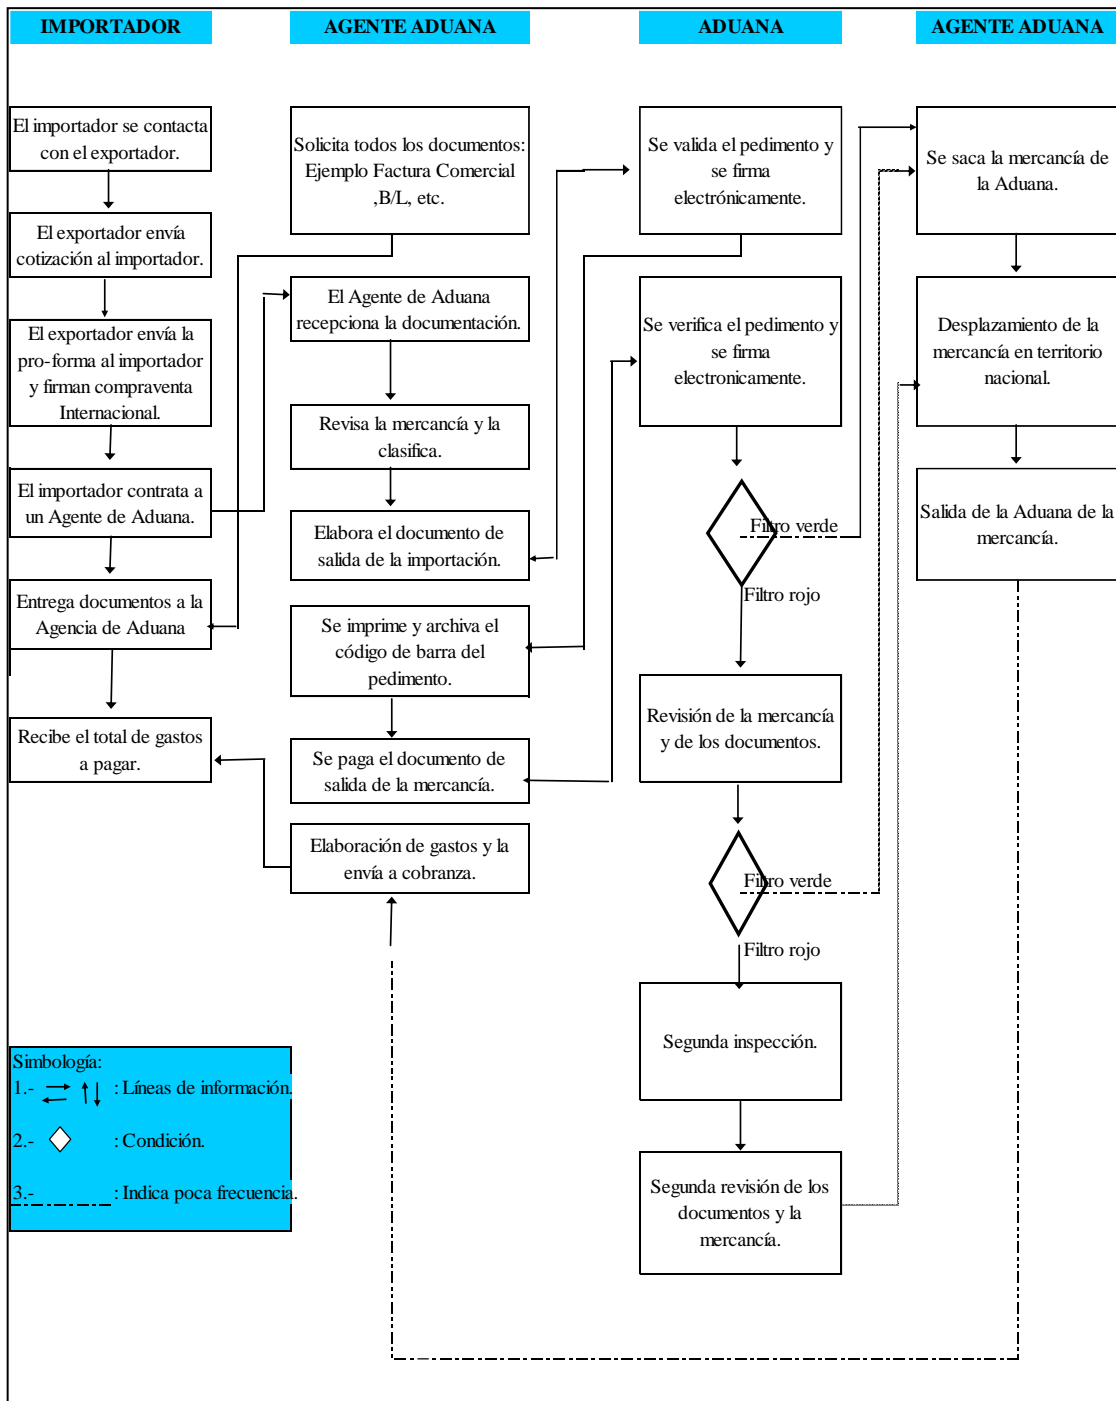 IMPORTADOR
AGENTE ADUANA
ADUANA
AGENTE ADUANA
El importador se contacta
con el exportador.
El exportador envía
cotización al importador.
El exportador envía la
pro-forma al importador
y firman compraventa
Internacional.
El importador contrata a
un Agente de Aduana.
Entrega documentos a la
Agencia de Aduana
Recibe el total de gastos
a pagar.
Solicita todos los documentos:
Ejemplo Factura Comercial
,B/L, etc.
El Agente de Aduana
recepciona la documentación.
Revisa la mercancía y la
clasifica.
Elabora el documento de
salida de la importación.
Se imprime y archiva el
código de barra del
pedimento.
Se paga el documento de
salida de la mercancía.
Elaboración de gastos y la
envía a cobranza.
Se valida el pedimento y
se firma
electrónicamente.
Se verifica el pedimento y
se firma
electronicamente.
Filtro verde
Filtro rojo
Revisión de la mercancía
y de los documentos.
Filtro verde
Filtro rojo
Segunda inspección.
Segunda revisión de los
documentos y la
mercancía.
Se saca la mercancía de
la Aduana.
Desplazamiento de la
mercancía en territorio
nacional.
Salida de la Aduana de la
mercancía.
Simbología:
1.- : Líneas de información.
2.- : Condición.
3.- : Indica poca frecuencia.